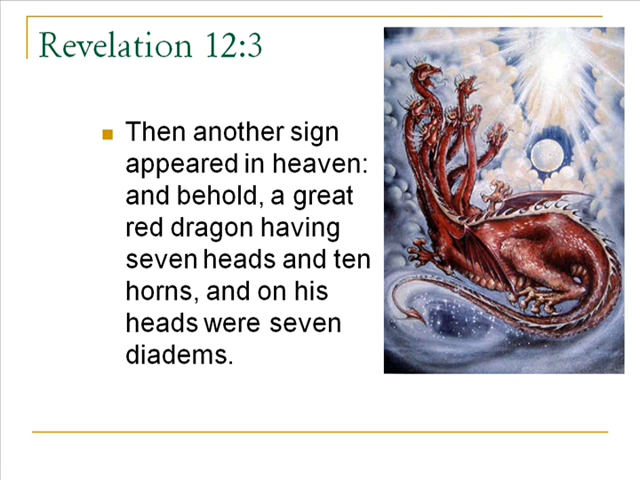 Revelation 12:3
Then another sign
appeared in heaven:
and behold, a great
red dragon having
seven heads and ten
horns, and on his
heads were seven
diadems.